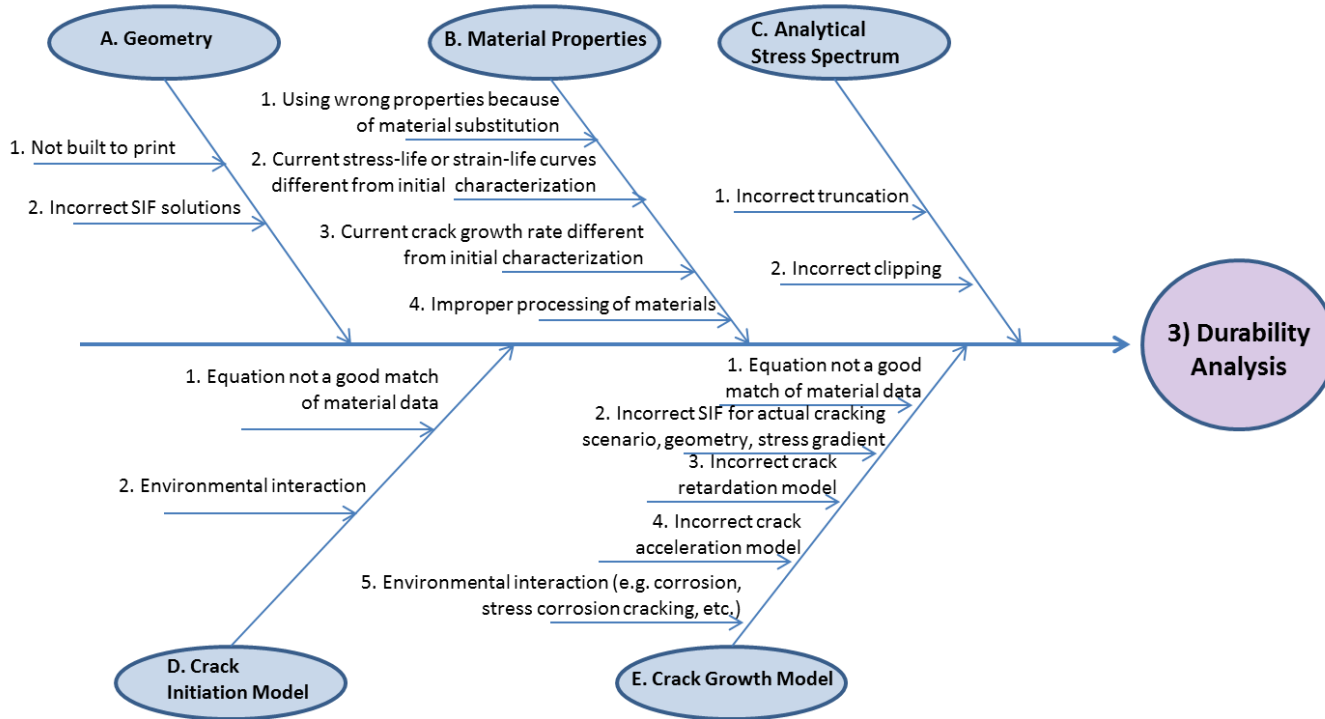 A. Geometry
B. Material Properties
C. Analytical
Stress Spectrum
1. Not built to print
2. Incorrect SIF solutions
1. Using wrong properties because
of material substitution
2. Current stress-life or strain-life curves
different from initial characterization
3. Current crack growth rate different
from initial characterization
4. Improper processing of materials
1. Incorrect truncation
2. Incorrect clipping
3) Durability
Analysis
1. Equation not a good match
of material data
2. Environmental interaction
D. Crack
Initiation Model
1. Equation not a good
match of material data
2. Incorrect SIF for actual cracking
scenario, geometry, stress gradient
3. Incorrect crack
retardation model
4. Incorrect crack
acceleration model
5. Environmental interaction (e.g. corrosion,
stress corrosion cracking, etc.)
E. Crack Growth Model